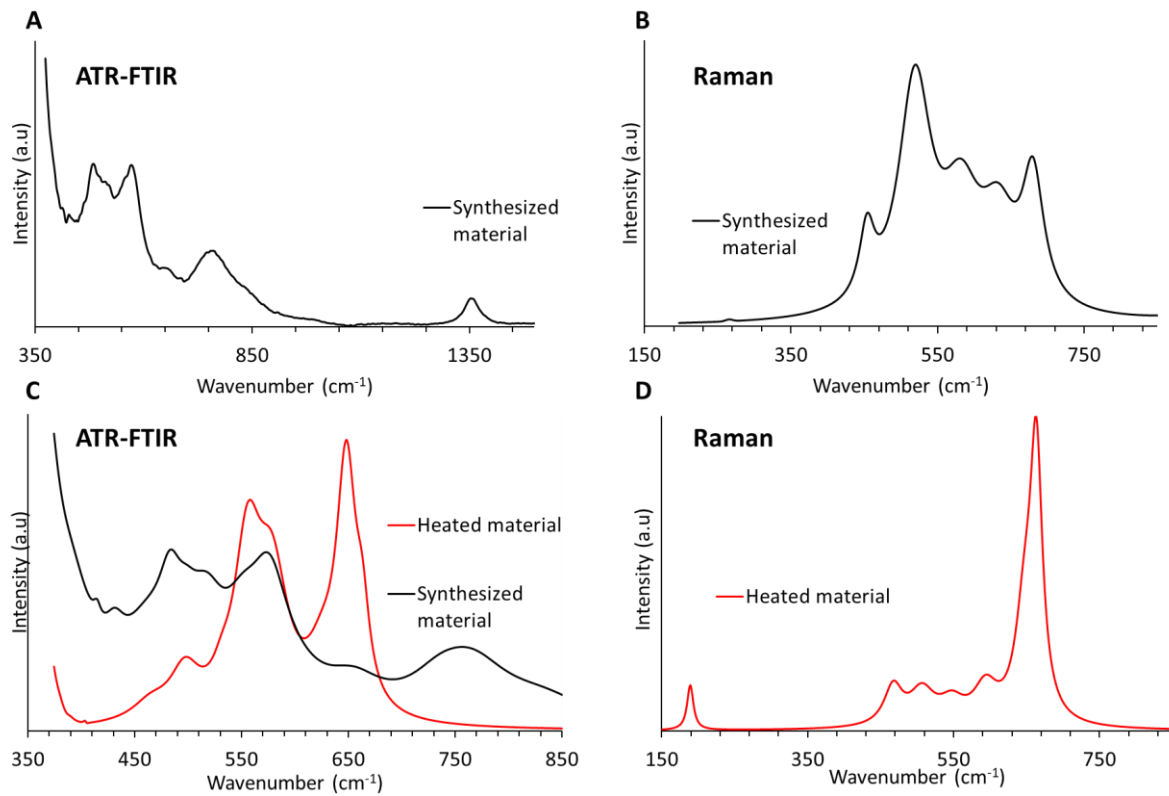 A
ATR-FTIR
Intensity (a.u)
Synthesized
material
350
850
1350
Wavenumber (cm⁻¹)
B
Raman
Intensity (a.u)
Synthesized
material
150
350
550
750
Wavenumber (cm⁻¹)
C
ATR-FTIR
Intensity (a.u)
Heated material
Synthesized
material
350
450
550
650
750
850
Wavenumber (cm⁻¹)
D
Raman
Intensity (a.u)
Heated material
150
350
550
750
Wavenumber (cm⁻¹)